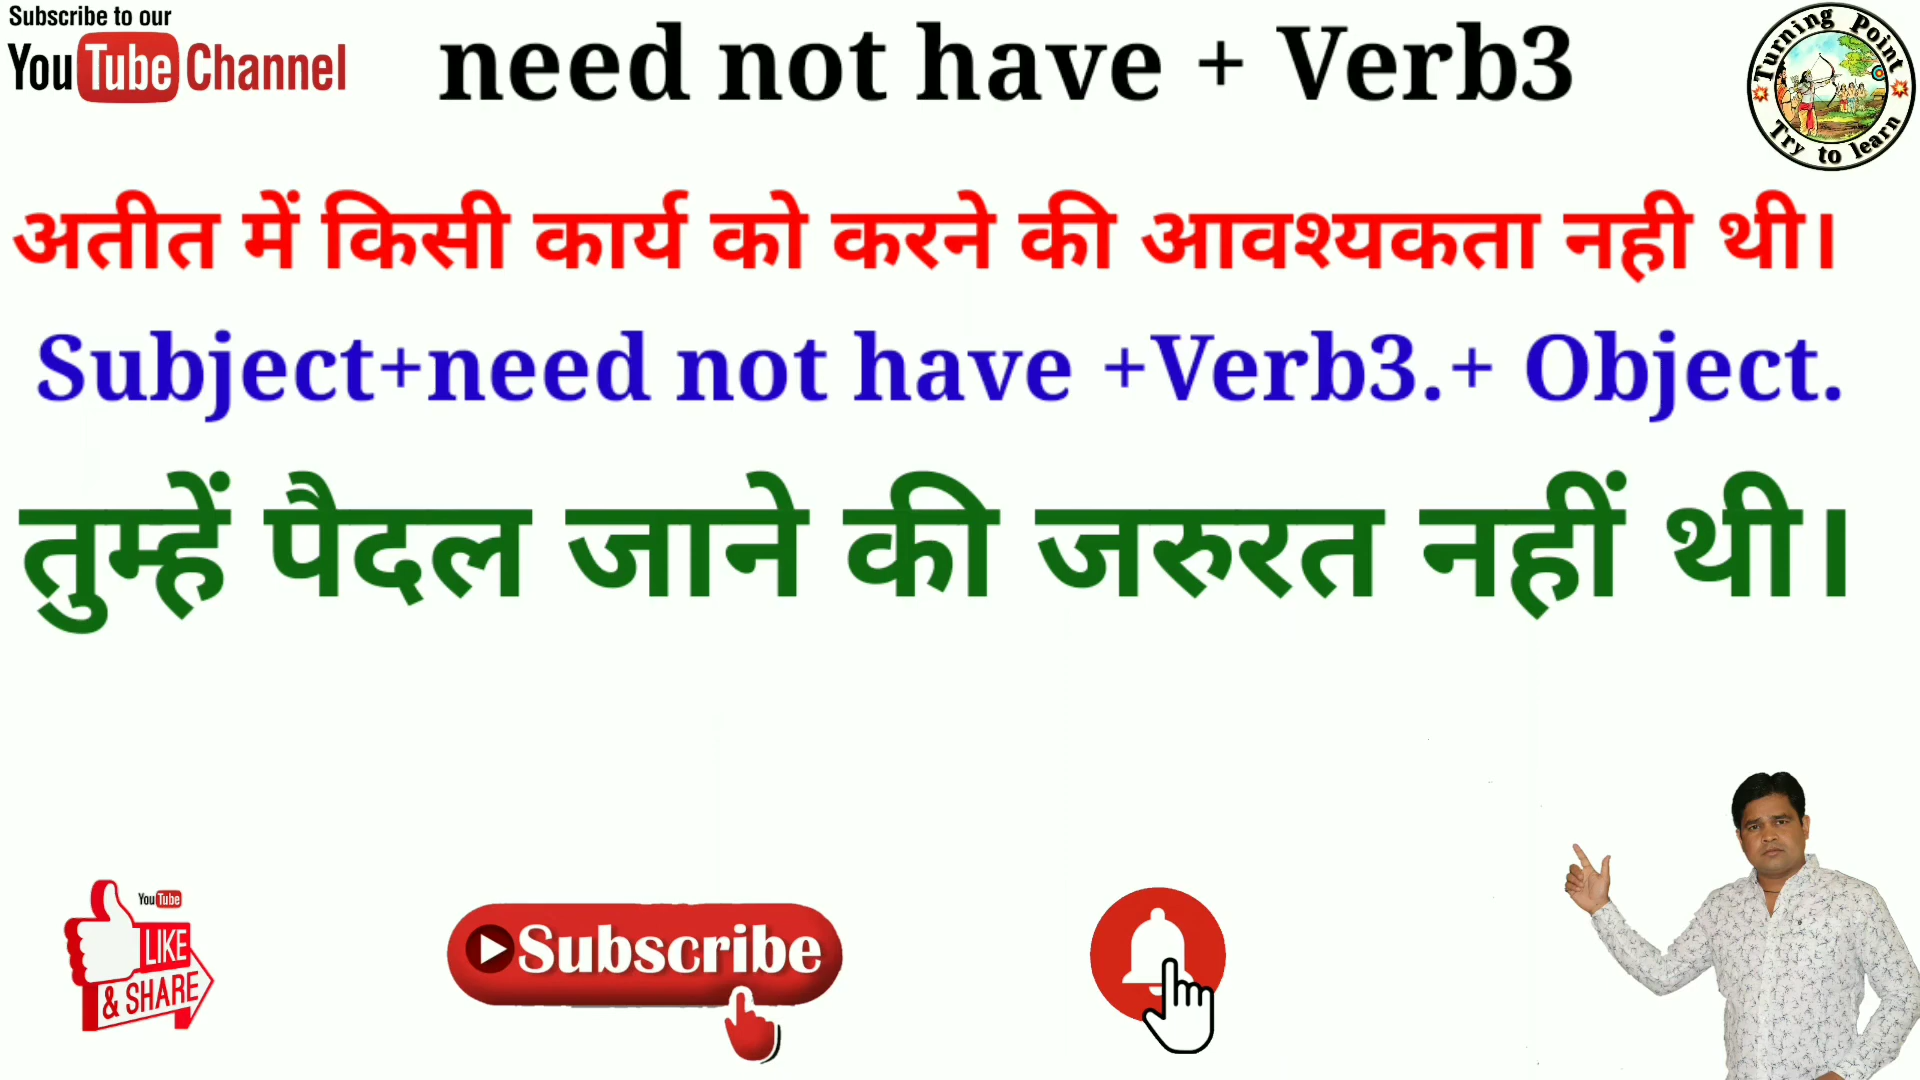 Subscribe to our
YouTube Channel
need not have + Verb3
Turning Point
Try to learn
अतीत में किसी कार्य को करने की आवश्यकता नही थी।
Subject+need not have +Verb3.+ Object.
तुम्हें पैदल जाने की जरुरत नहीं थी।
YouTube
LIKE
& SHARE
Subscribe